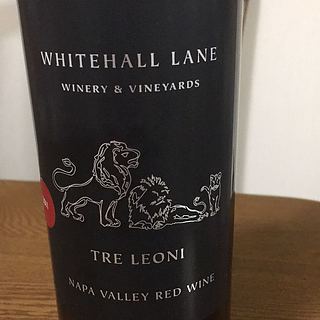 WHITEHALL LANE
WINERY & VINEYARDS
TRE LEONI
NAPA VALLEY RED WINE